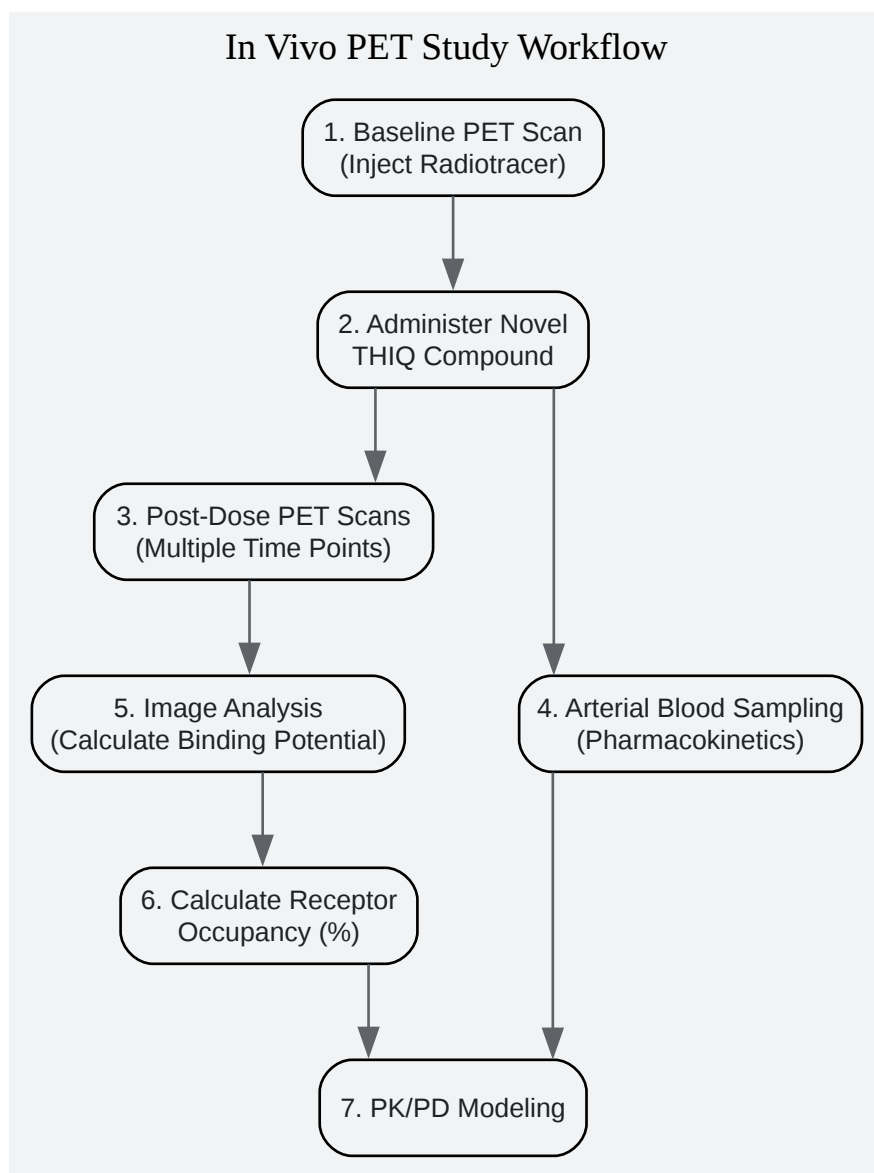 In Vivo PET Study Workflow
1. Baseline PET Scan
(Inject Radiotracer)
2. Administer Novel
THIQ Compound
3. Post-Dose PET Scans
(Multiple Time Points)
5. Image Analysis
(Calculate Binding Potential)
4. Arterial Blood Sampling
(Pharmacokinetics)
6. Calculate Receptor
Occupancy (%)
7. PK/PD Modeling